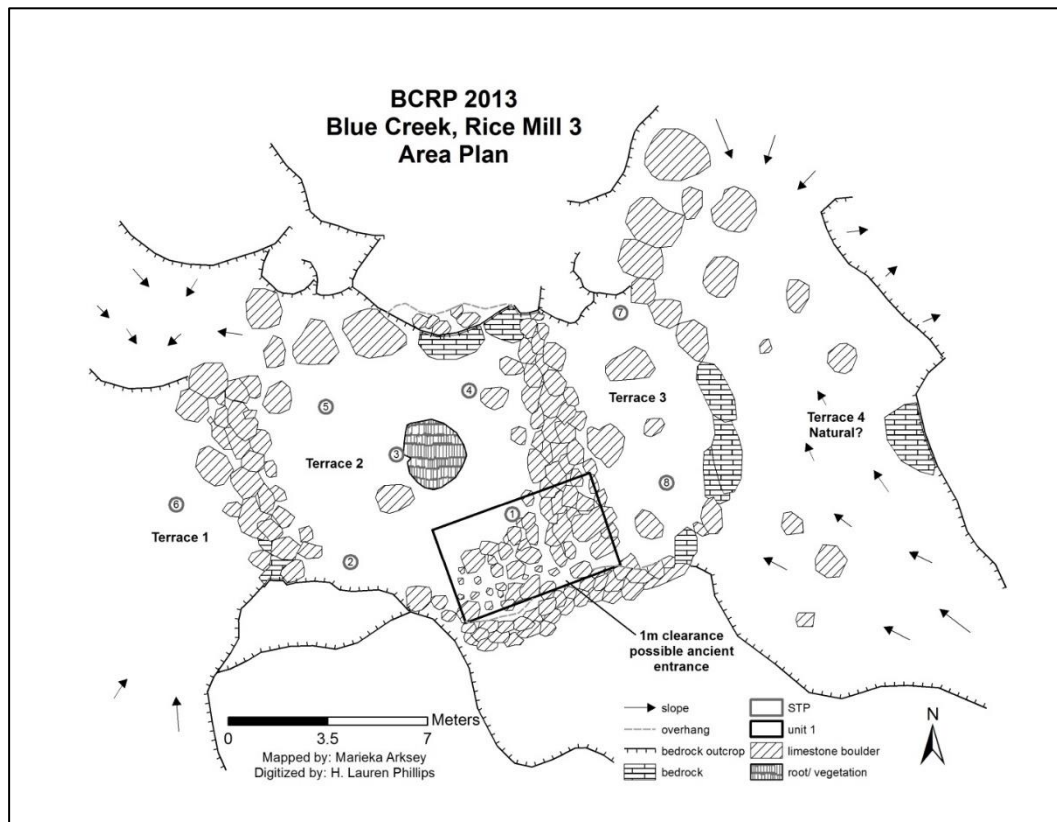 BCRP 2013
Blue Creek, Rice Mill 3
Area Plan
7
Terrace 3
4
5
Terrace 4
Natural?
3
Terrace 2
8
6
1
Terrace 1
2
1m clearance
possible ancient
entrance
slope
STP
overhang
unit 1
bedrock outcrop
limestone boulder
bedrock
root/ vegetation
N
Meters
0
3.5
7
Mapped by: Marieka Arksey
Digitized by: H. Lauren Phillips